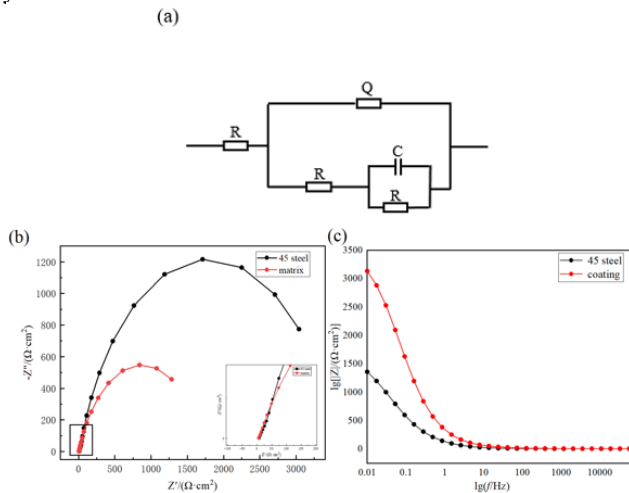 (a)
Q
R
C
R
R
(b)
45 steel
matrix
-Z''/(Ω·cm²)
1200
1000
800
600
400
200
0
0 500 1000 1500 2000 2500 3000
Z'/(Ω·cm²)
(c)
45 steel
coating
lg[|Z|/(Ω·cm²)]
3500
3000
2500
2000
1500
1000
500
0
0.01 0.1 1 10 100 1000 10000
lg(f/Hz)